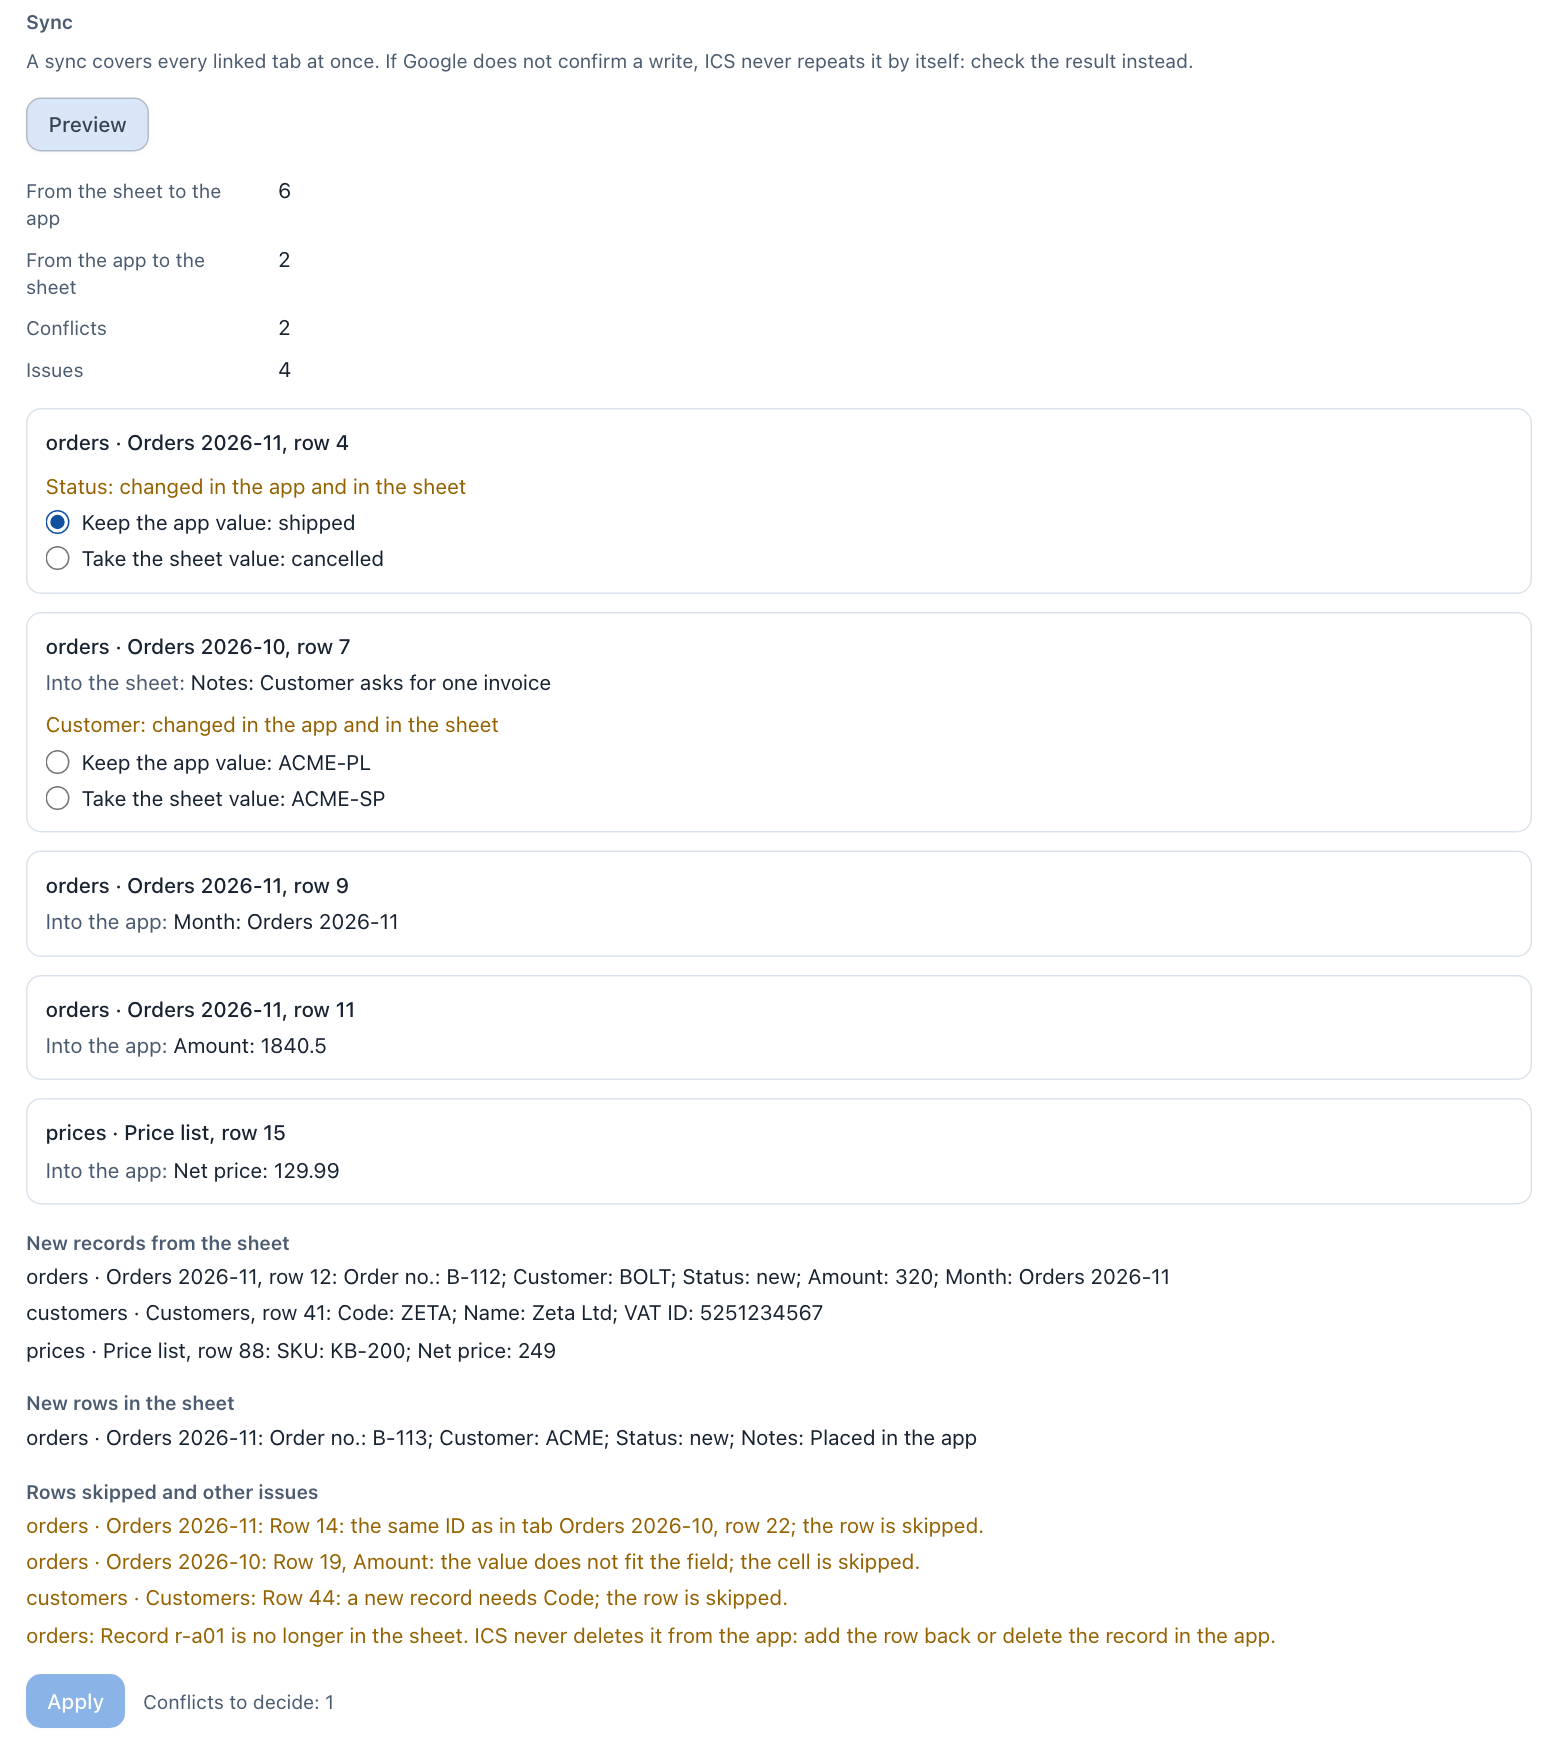 Sync
A sync covers every linked tab at once. If Google does not confirm a write, ICS never repeats it by itself: check the result instead.
Preview
From the sheet to the
app
6
From the app to the
sheet
2
Conflicts
2
Issues
4
orders · Orders 2026-11, row 4
Status: changed in the app and in the sheet
Keep the app value: shipped
Take the sheet value: cancelled
orders · Orders 2026-10, row 7
Into the sheet: Notes: Customer asks for one invoice
Customer: changed in the app and in the sheet
Keep the app value: ACME-PL
Take the sheet value: ACME-SP
orders · Orders 2026-11, row 9
Into the app: Month: Orders 2026-11
orders · Orders 2026-11, row 11
Into the app: Amount: 1840.5
prices · Price list, row 15
Into the app: Net price: 129.99
New records from the sheet
orders · Orders 2026-11, row 12: Order no.: B-112; Customer: BOLT; Status: new; Amount: 320; Month: Orders 2026-11
customers · Customers, row 41: Code: ZETA; Name: Zeta Ltd; VAT ID: 5251234567
prices · Price list, row 88: SKU: KB-200; Net price: 249
New rows in the sheet
orders · Orders 2026-11: Order no.: B-113; Customer: ACME; Status: new; Notes: Placed in the app
Rows skipped and other issues
orders · Orders 2026-11: Row 14: the same ID as in tab Orders 2026-10, row 22; the row is skipped.
orders · Orders 2026-10: Row 19, Amount: the value does not fit the field; the cell is skipped.
customers · Customers: Row 44: a new record needs Code; the row is skipped.
orders: Record r-a01 is no longer in the sheet. ICS never deletes it from the app: add the row back or delete the record in the app.
Apply
Conflicts to decide: 1